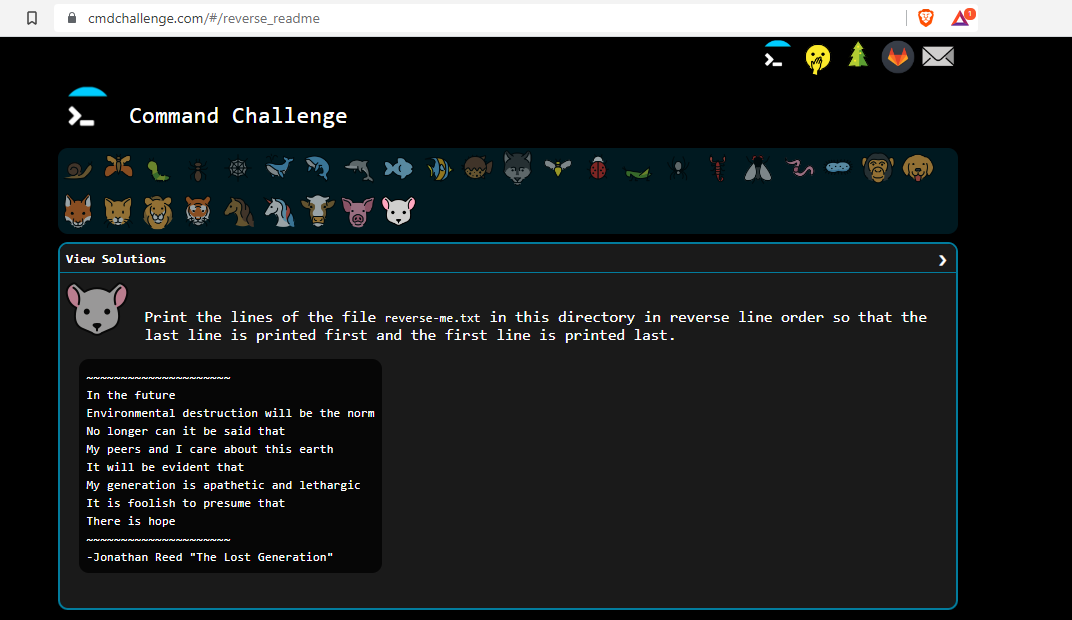 cmdchallenge.com/#/reverse_readme
1
Command Challenge
View Solutions
Print the lines of the file reverse-me.txt in this directory in reverse line order so that the
last line is printed first and the first line is printed last.
~~~~~~~~~~~~~~~~~~~~~
In the future
Environmental destruction will be the norm
No longer can it be said that
My peers and I care about this earth
It will be evident that
My generation is apathetic and lethargic
It is foolish to presume that
There is hope
~~~~~~~~~~~~~~~~~~~~~
-Jonathan Reed "The Lost Generation"